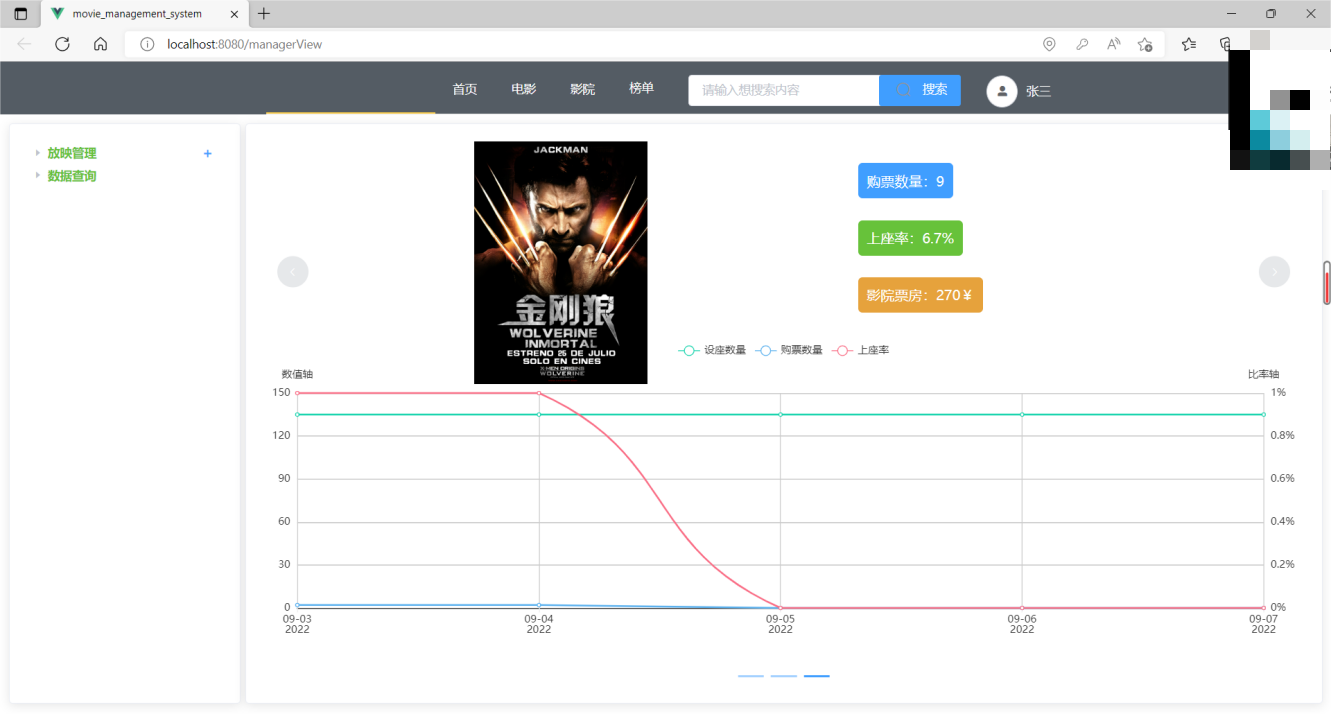 movie_management_system
localhost:8080/managerView
首页
电影
影院
榜单
请输入想搜索内容
搜索
张三
放映管理
数据查询
JACKMAN
金刚狼
WOLVERINE
INMORTAL
ESTRENO 26 DE JULIO
SOLO EN CINES
X-MEN ORIGINS
WOLVERINE
购票数量：9
上座率：6.7%
影院票房：270￥
设座数量
购票数量
上座率
数值轴
比率轴
150
120
90
60
30
0
1%
0.8%
0.6%
0.4%
0.2%
0%
09-03
2022
09-04
2022
09-05
2022
09-06
2022
09-07
2022